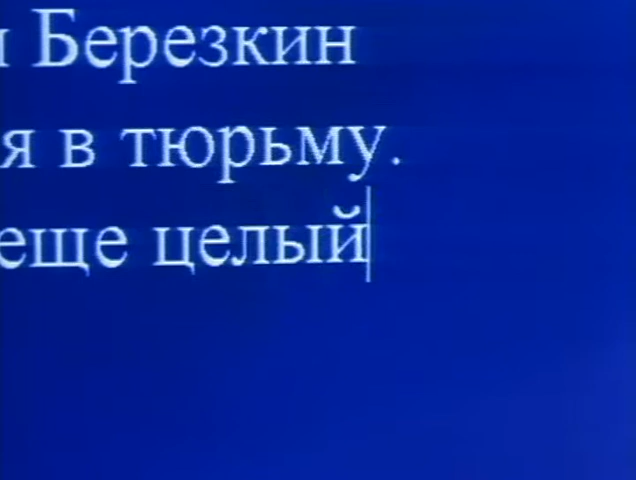 Березкин
я в тюрьму.
еще целый